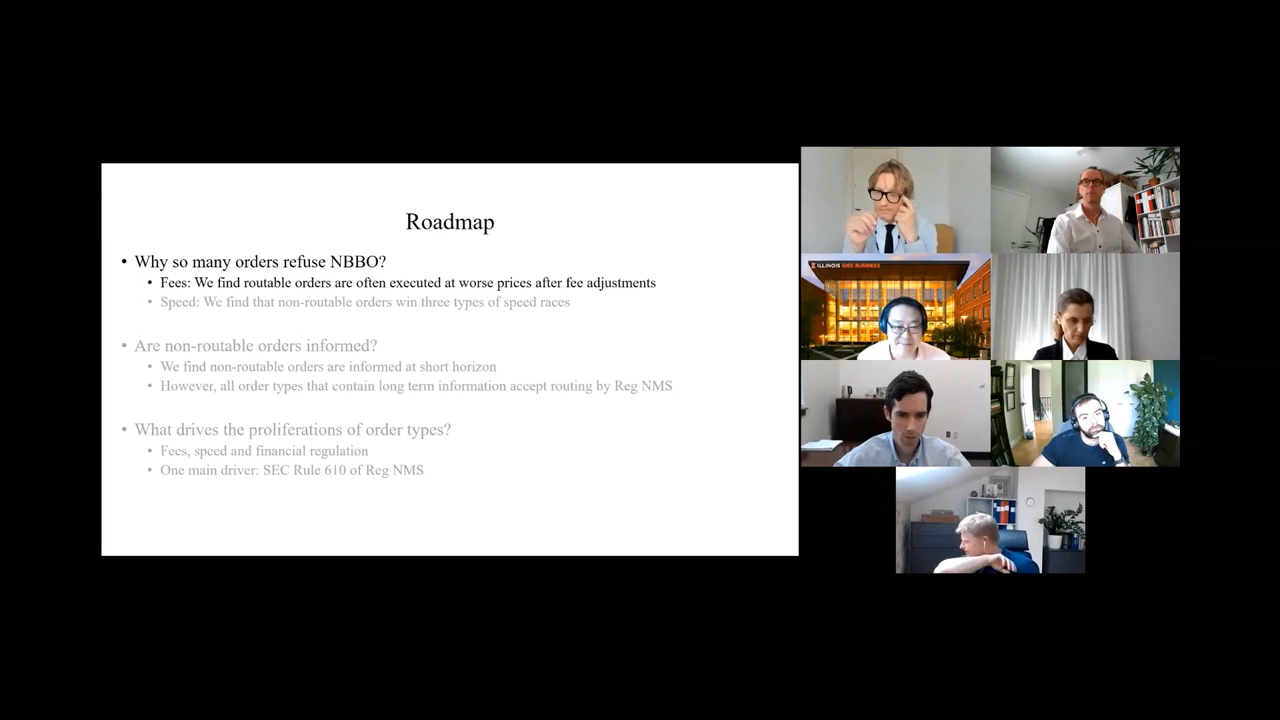 Roadmap
• Why so many orders refuse NBBO?
• Fees: We find routable orders are often executed at worse prices after fee adjustments
• Speed: We find that non-routable orders win three types of speed races
• Are non-routable orders informed?
• We find non-routable orders are informed at short horizon
• However, all order types that contain long term information accept routing by Reg NMS
• What drives the proliferations of order types?
• Fees, speed and financial regulation
• One main driver: SEC Rule 610 of Reg NMS
ILLINOIS GIES BUSINESS